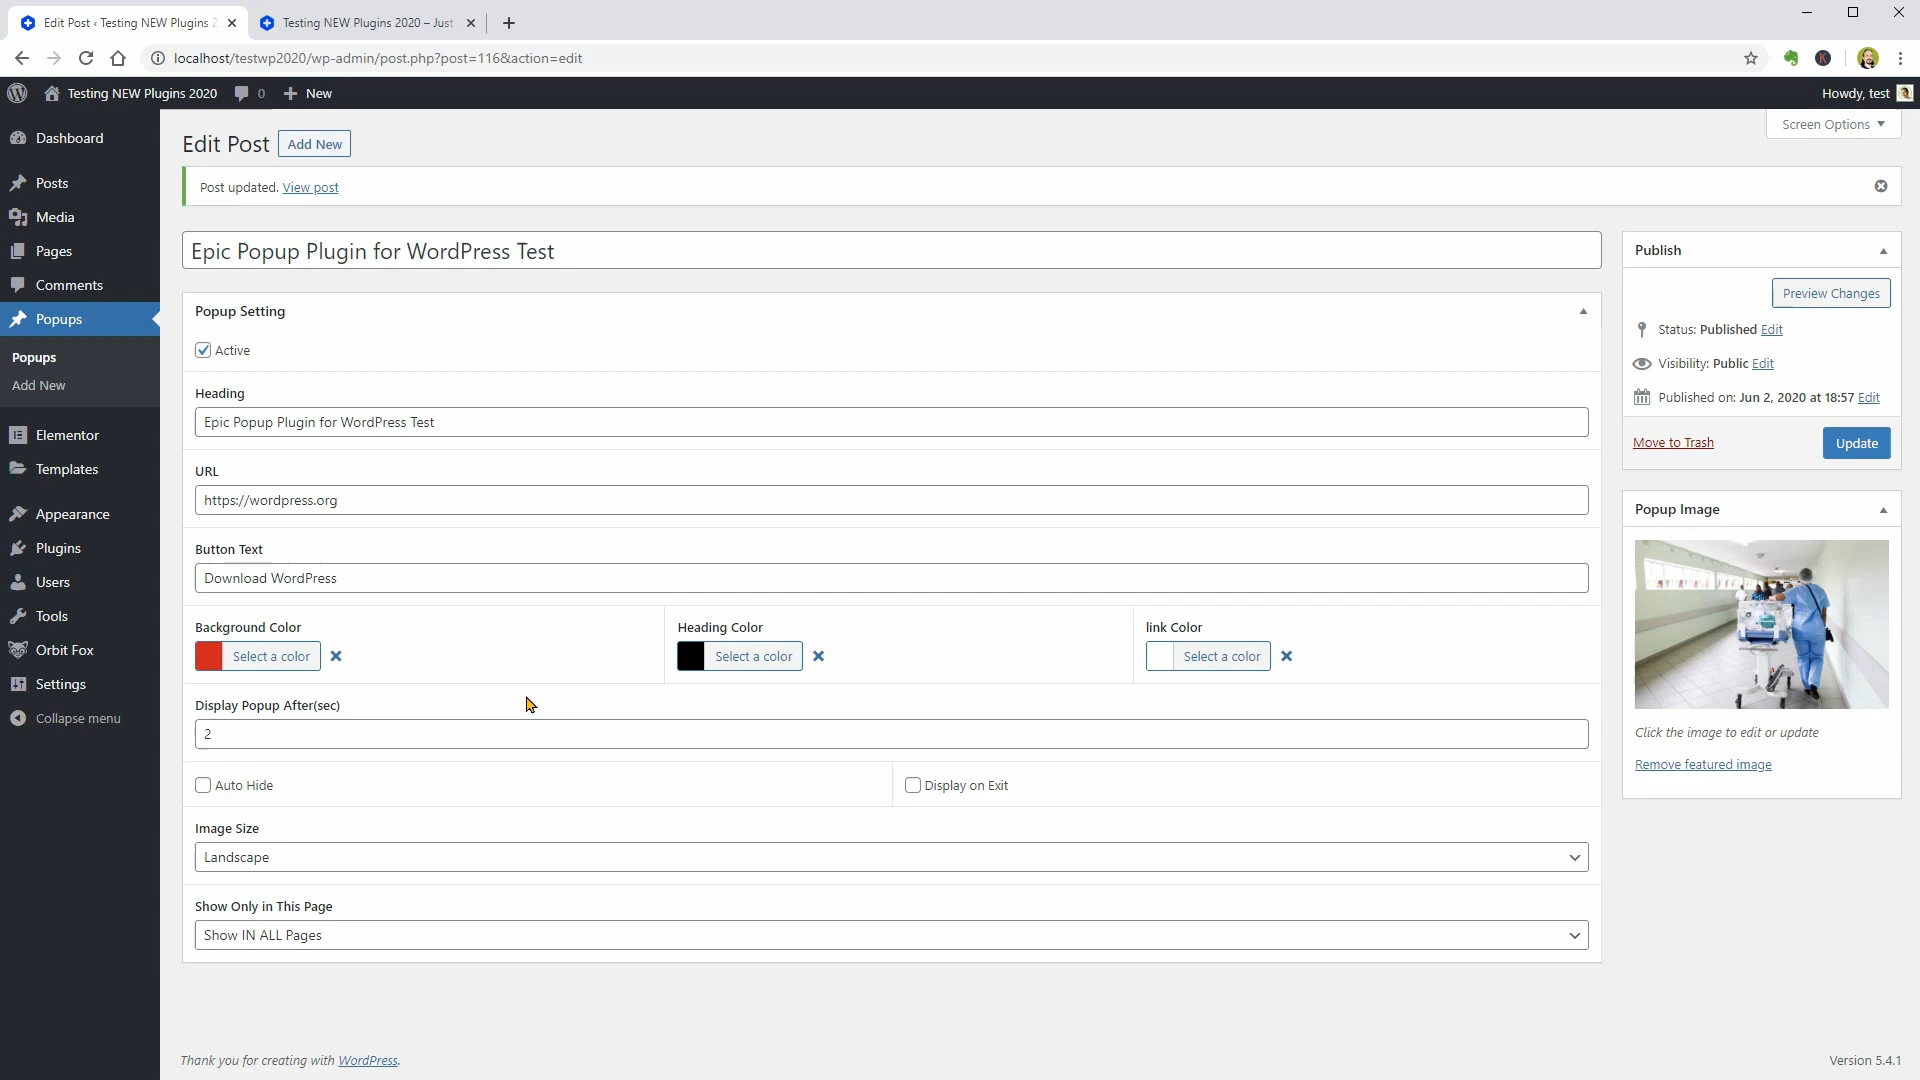 Edit Post ‹ Testing NEW Plugins 2
Testing NEW Plugins 2020 – Just
localhost/testwp2020/wp-admin/post.php?post=116&action=edit
Testing NEW Plugins 2020
0
New
Howdy, test
Screen Options
Dashboard
Posts
Media
Pages
Comments
Popups
Popups
Add New
Elementor
Templates
Appearance
Plugins
Users
Tools
Orbit Fox
Settings
Collapse menu
Edit Post
Add New
Post updated. View post
Epic Popup Plugin for WordPress Test
Popup Setting
Active
Heading
Epic Popup Plugin for WordPress Test
URL
https://wordpress.org
Button Text
Download WordPress
Background Color
Select a color
Heading Color
Select a color
link Color
Select a color
Display Popup After(sec)
2
Auto Hide
Display on Exit
Image Size
Landscape
Show Only in This Page
Show IN ALL Pages
Publish
Preview Changes
Status: Published Edit
Visibility: Public Edit
Published on: Jun 2, 2020 at 18:57 Edit
Move to Trash
Update
Popup Image
Click the image to edit or update
Remove featured image
Thank you for creating with WordPress.
Version 5.4.1